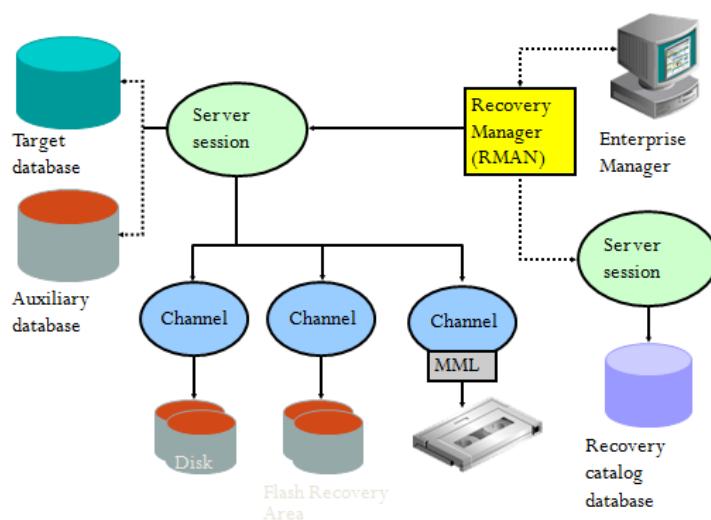 Target
database
Server
session
Recovery
Manager
(RMAN)
Enterprise
Manager
Auxiliary
database
Server
session
Channel
Channel
Channel
MML
Disk
Flash Recovery
Area
Recovery
catalog
database